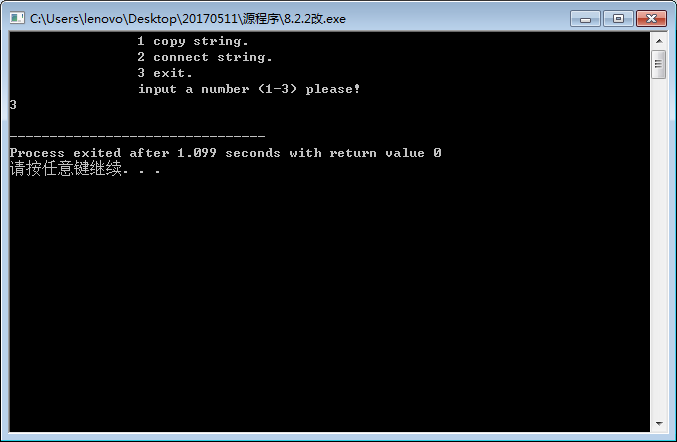 C:\Users\lenovo\Desktop\20170511\源程序\8.2.2改.exe
1 copy string.
2 connect string.
3 exit.
input a number (1-3) please!
3
--------------------------------
Process exited after 1.099 seconds with return value 0
请按任意键继续. . .